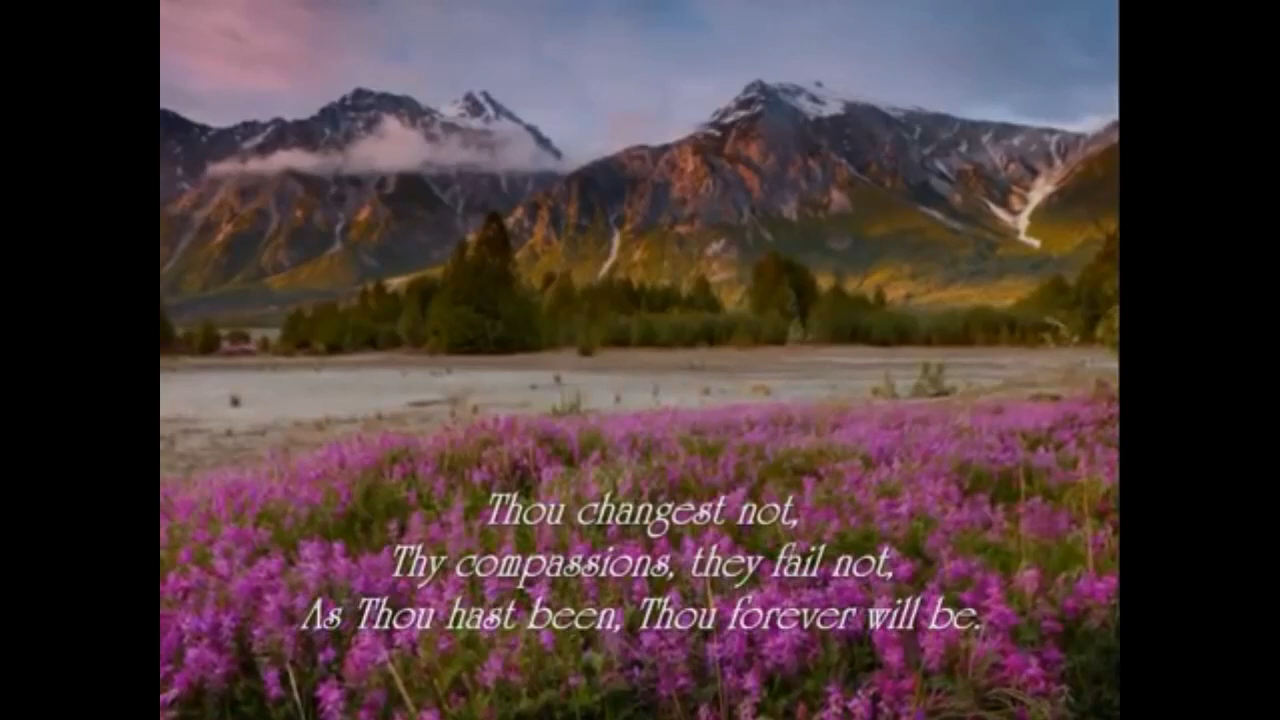 Thou changest not,
Thy compassions, they fail not,
As Thou hast been, Thou forever will be.